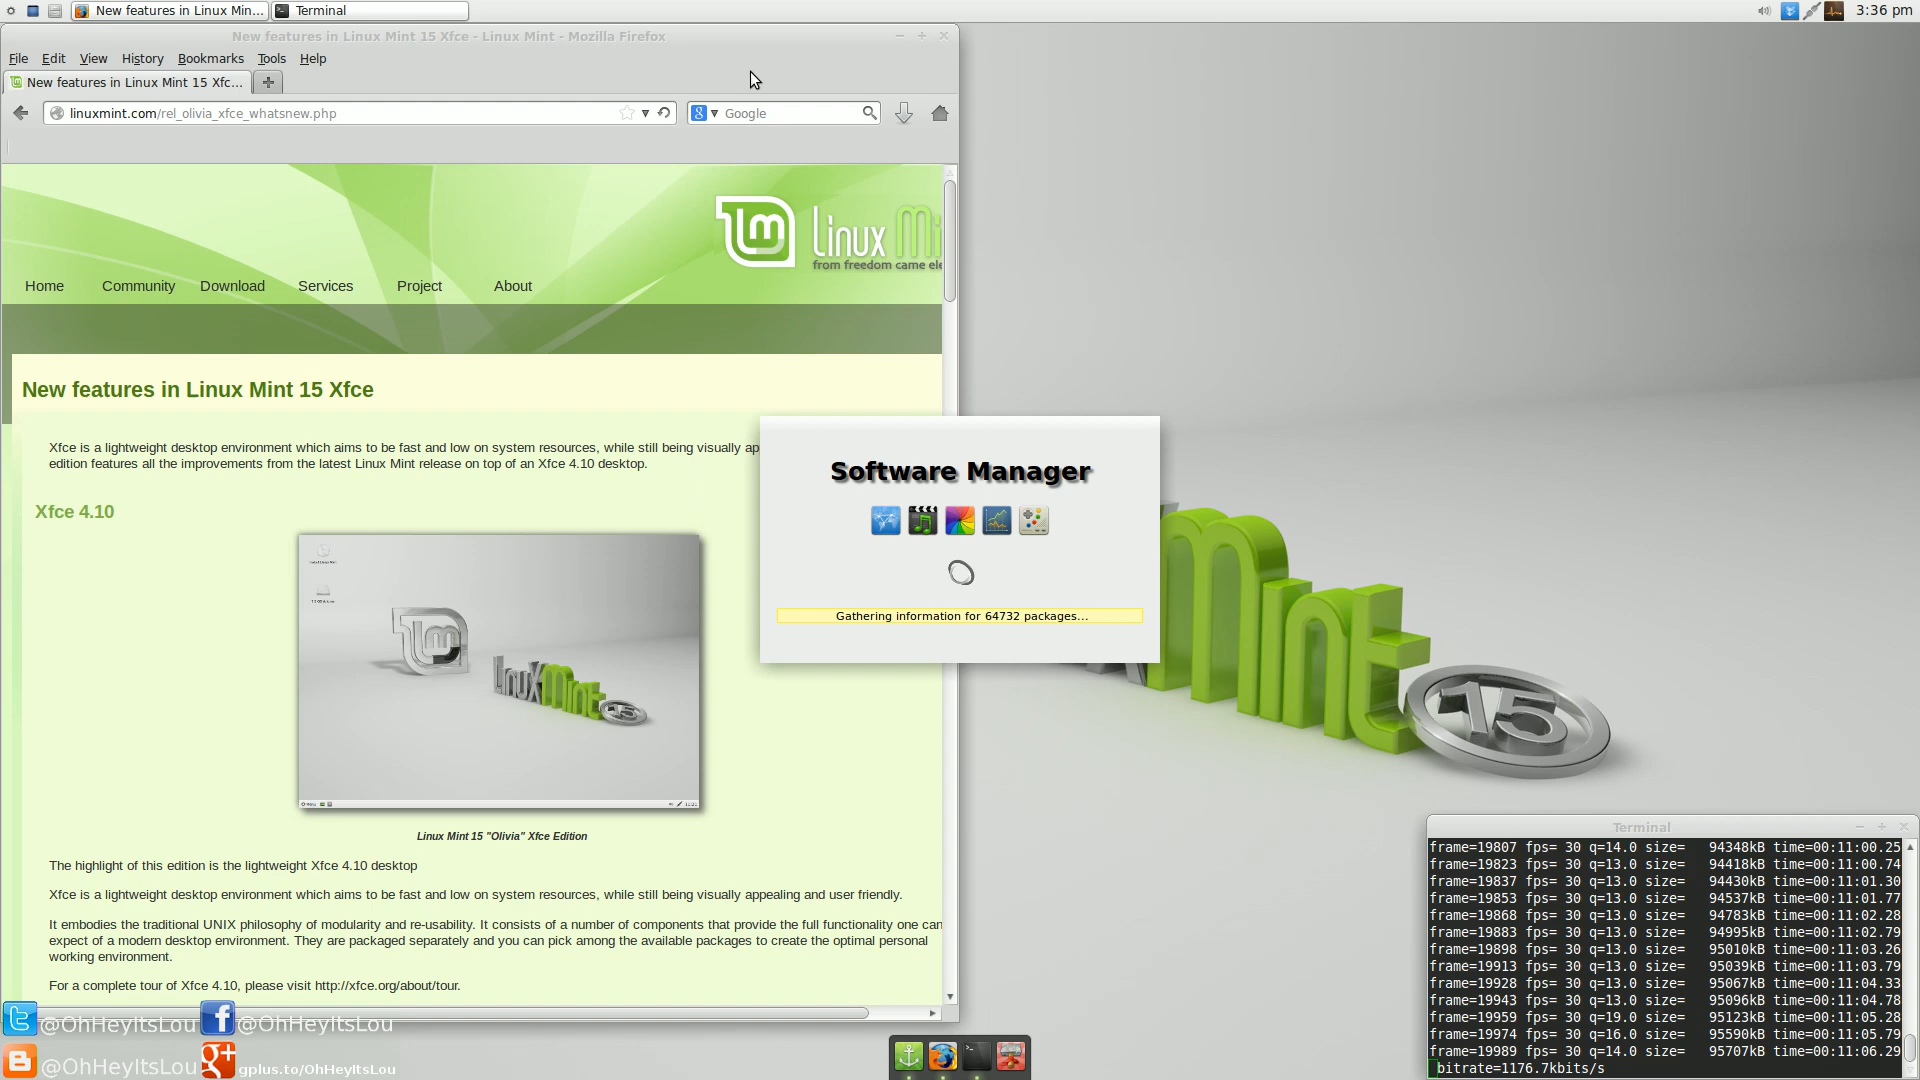 New features in Linux Min...
Terminal
3:36 pm
New features in Linux Mint 15 Xfce - Linux Mint - Mozilla Firefox
File Edit View History Bookmarks Tools Help
New features in Linux Mint 15 Xfc...
linuxmint.com/rel_olivia_xfce_whatsnew.php
Google
Linux Mi
from freedom came ele
Home Community Download Services Project About
New features in Linux Mint 15 Xfce
Xfce is a lightweight desktop environment which aims to be fast and low on system resources, while still being visually ap
edition features all the improvements from the latest Linux Mint release on top of an Xfce 4.10 desktop.
Xfce 4.10
Linux Mint 15
Linux Mint 15 "Olivia" Xfce Edition
The highlight of this edition is the lightweight Xfce 4.10 desktop
Xfce is a lightweight desktop environment which aims to be fast and low on system resources, while still being visually appealing and user friendly.
It embodies the traditional UNIX philosophy of modularity and re-usability. It consists of a number of components that provide the full functionality one can
expect of a modern desktop environment. They are packaged separately and you can pick among the available packages to create the optimal personal
working environment.
For a complete tour of Xfce 4.10, please visit http://xfce.org/about/tour.
Software Manager
Gathering information for 64732 packages...
Mint 15
Terminal
frame=19807 fps= 30 q=14.0 size=   94348kB time=00:11:00.25
frame=19823 fps= 30 q=13.0 size=   94418kB time=00:11:00.74
frame=19837 fps= 30 q=13.0 size=   94430kB time=00:11:01.30
frame=19853 fps= 30 q=13.0 size=   94537kB time=00:11:01.77
frame=19868 fps= 30 q=13.0 size=   94783kB time=00:11:02.28
frame=19883 fps= 30 q=13.0 size=   94995kB time=00:11:02.79
frame=19898 fps= 30 q=13.0 size=   95010kB time=00:11:03.26
frame=19913 fps= 30 q=13.0 size=   95039kB time=00:11:03.79
frame=19928 fps= 30 q=13.0 size=   95067kB time=00:11:04.33
frame=19943 fps= 30 q=13.0 size=   95096kB time=00:11:04.78
frame=19959 fps= 30 q=19.0 size=   95123kB time=00:11:05.28
frame=19974 fps= 30 q=16.0 size=   95590kB time=00:11:05.79
frame=19989 fps= 30 q=14.0 size=   95707kB time=00:11:06.29
bitrate=1176.7kbits/s
@OhHeyItsLou
@OhHeyItsLou
@OhHeyItsLou
gplus.to/OhHeyItsLou